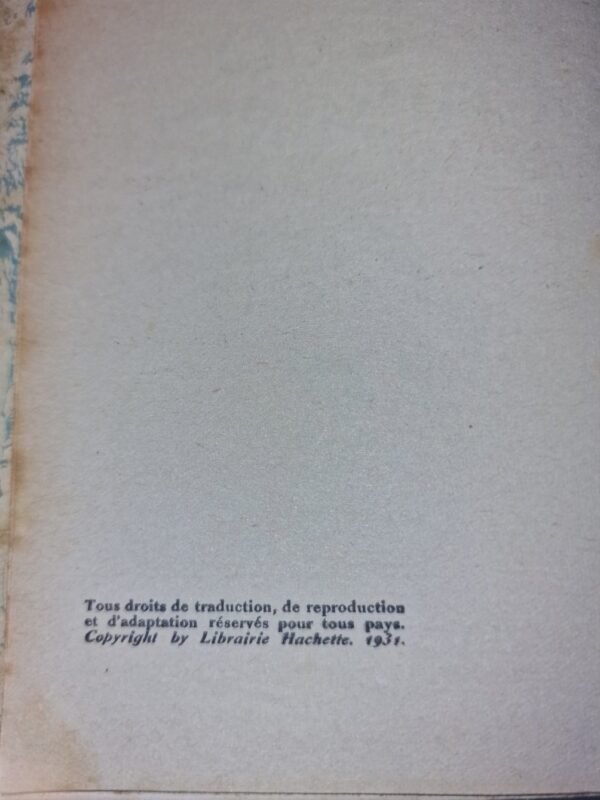 Tous droits de traduction, de reproduction
et d'adaptation réservés pour tous pays.
Copyright by Librairie Hachette. 1931.